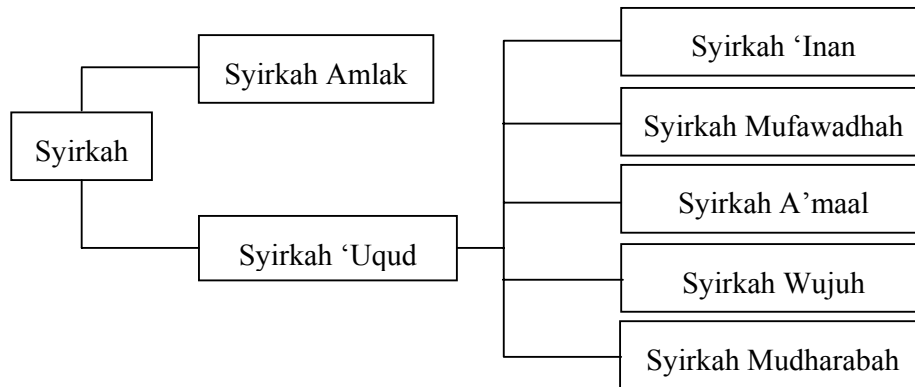 Syirkah
Syirkah Amlak
Syirkah ‘Uqud
Syirkah ‘Inan
Syirkah Mufawadhah
Syirkah A’maal
Syirkah Wujuh
Syirkah Mudharabah